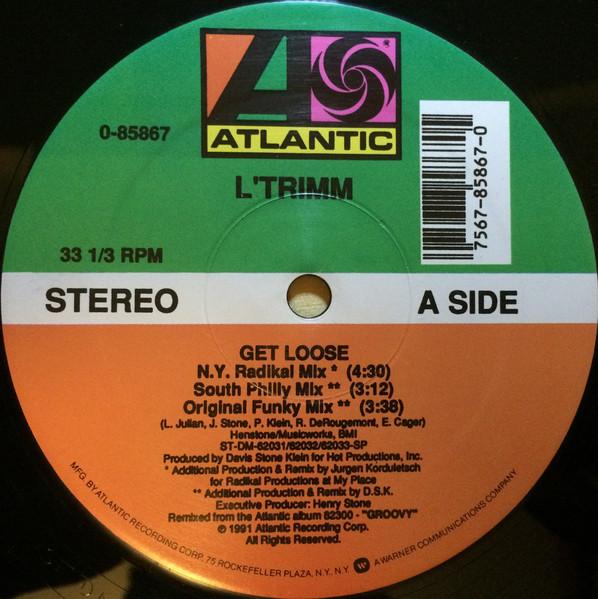 ATLANTIC
0-85867
L'TRIMM
7567-85867-0
33 1/3 RPM
STEREO
A SIDE
GET LOOSE
N.Y. Radikal Mix * (4:30)
South Philly Mix ** (3:12)
Original Funky Mix ** (3:38)
(L. Julian, J. Stone, P. Klein, R. DeRougemont, E. Cager)
Henstone/Musicworks, BMI
ST-DM-62031/62032/62033-SP
Produced by Davis Stone Klein for Hot Productions, Inc.
* Additional Production & Remix by Jurgen Korduletsch
for Radikal Productions at My Place
** Additional Production & Remix by D.S.K.
Executive Producer: Henry Stone
Remixed from the Atlantic album 82300 - "GROOVY"
℗ © 1991 Atlantic Recording Corp.
All Rights Reserved.
MFG. BY ATLANTIC RECORDING CORP. 75 ROCKEFELLER PLAZA, N.Y., N.Y. A WARNER COMMUNICATIONS COMPANY